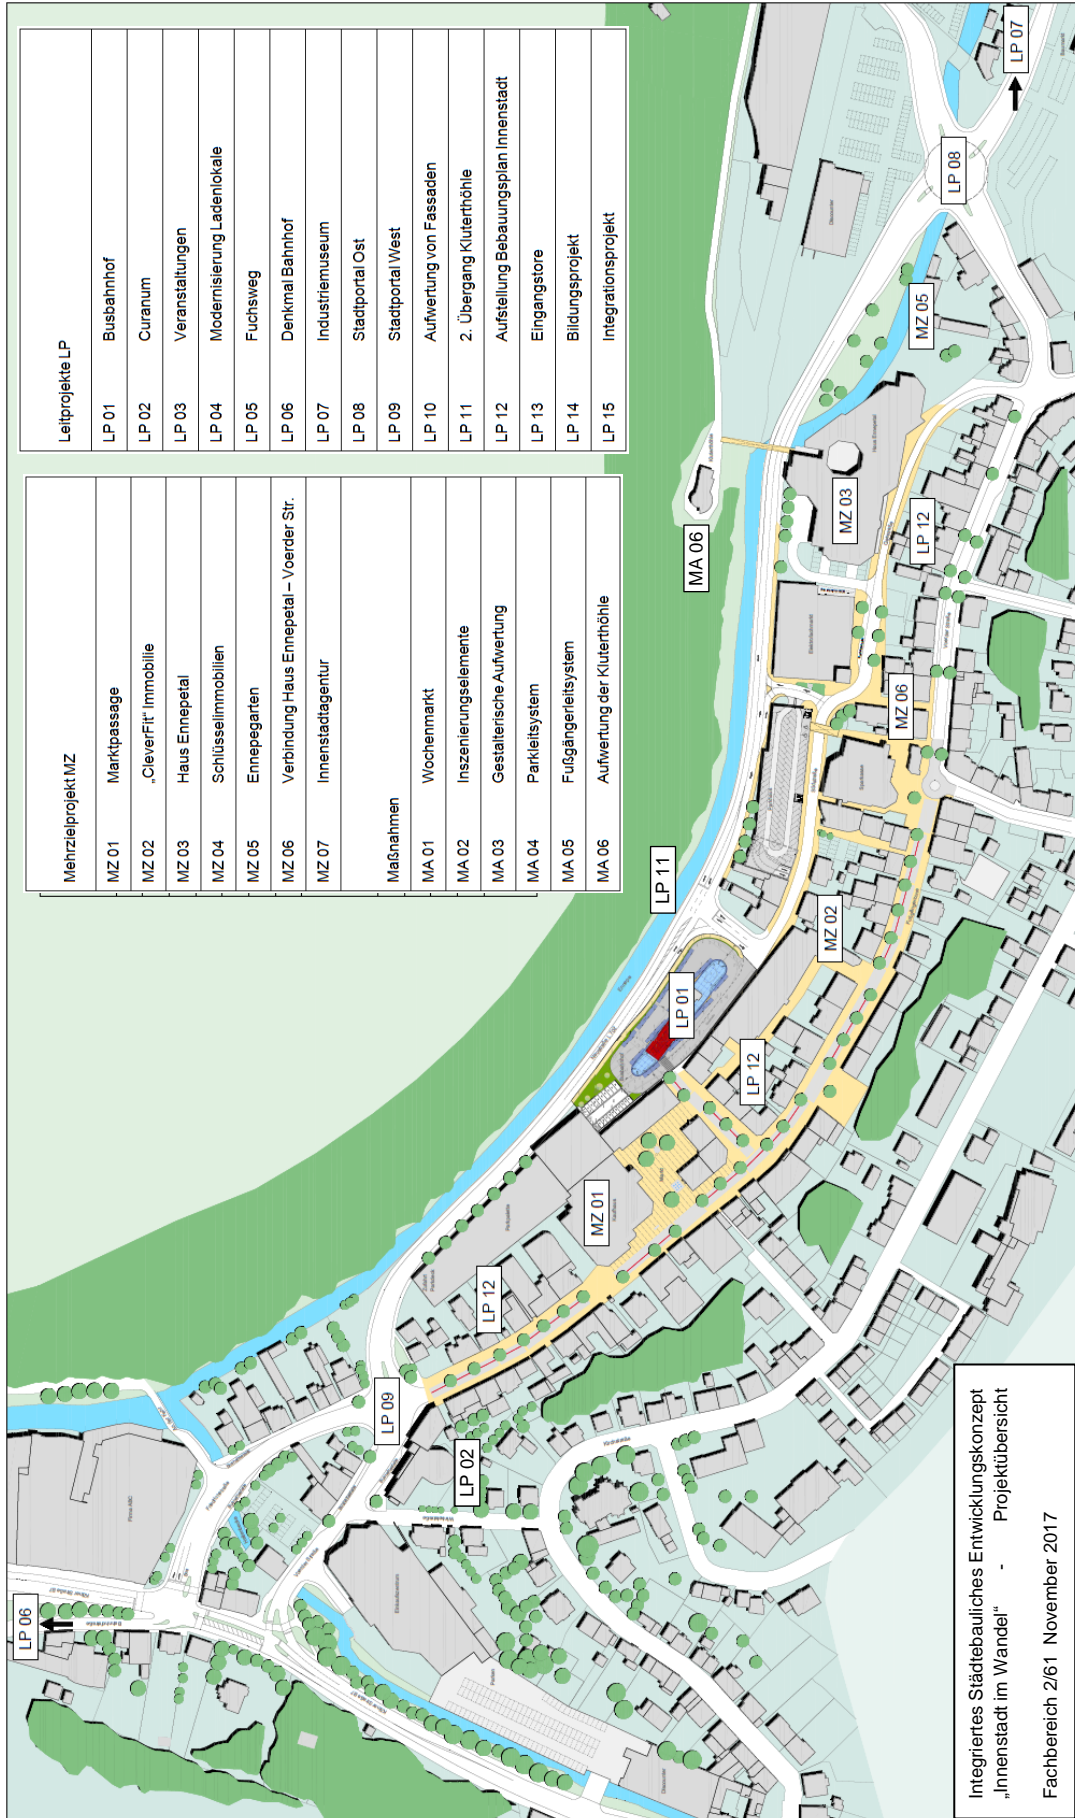 Mehrzielprojekt MZ
MZ 01 Marktpassage
MZ 02 „CleverFit“ Immobilie
MZ 03 Haus Ennepetal
MZ 04 Schlüsselimmobilien
MZ 05 Ennepegarten
MZ 06 Verbindung Haus Ennepetal – Voerder Str.
MZ 07 Innenstadtagentur
Maßnahmen
MA 01 Wochenmarkt
MA 02 Inszenierungselemente
MA 03 Gestalterische Aufwertung
MA 04 Parkleitsystem
MA 05 Fußgängerleitsystem
MA 06 Aufwertung der Kluterthöhle
Leitprojekte LP
LP 01 Busbahnhof
LP 02 Curanum
LP 03 Veranstaltungen
LP 04 Modernisierung Ladenlokale
LP 05 Fuchsweg
LP 06 Denkmal Bahnhof
LP 07 Industriemuseum
LP 08 Stadtportal Ost
LP 09 Stadtportal West
LP 10 Aufwertung von Fassaden
LP 11 2. Übergang Kluterthöhle
LP 12 Aufstellung Bebauungsplan Innenstadt
LP 13 Eingangstore
LP 14 Bildungsprojekt
LP 15 Integrationsprojekt
LP 06
LP 09
LP 02
LP 12
MZ 01
LP 12
LP 01
LP 11
MZ 02
MZ 06
MA 06
MZ 03
LP 12
MZ 05
LP 08
LP 07
Integriertes Städtebauliches Entwicklungskonzept
„Innenstadt im Wandel“ - Projektübersicht
Fachbereich 2/61 November 2017